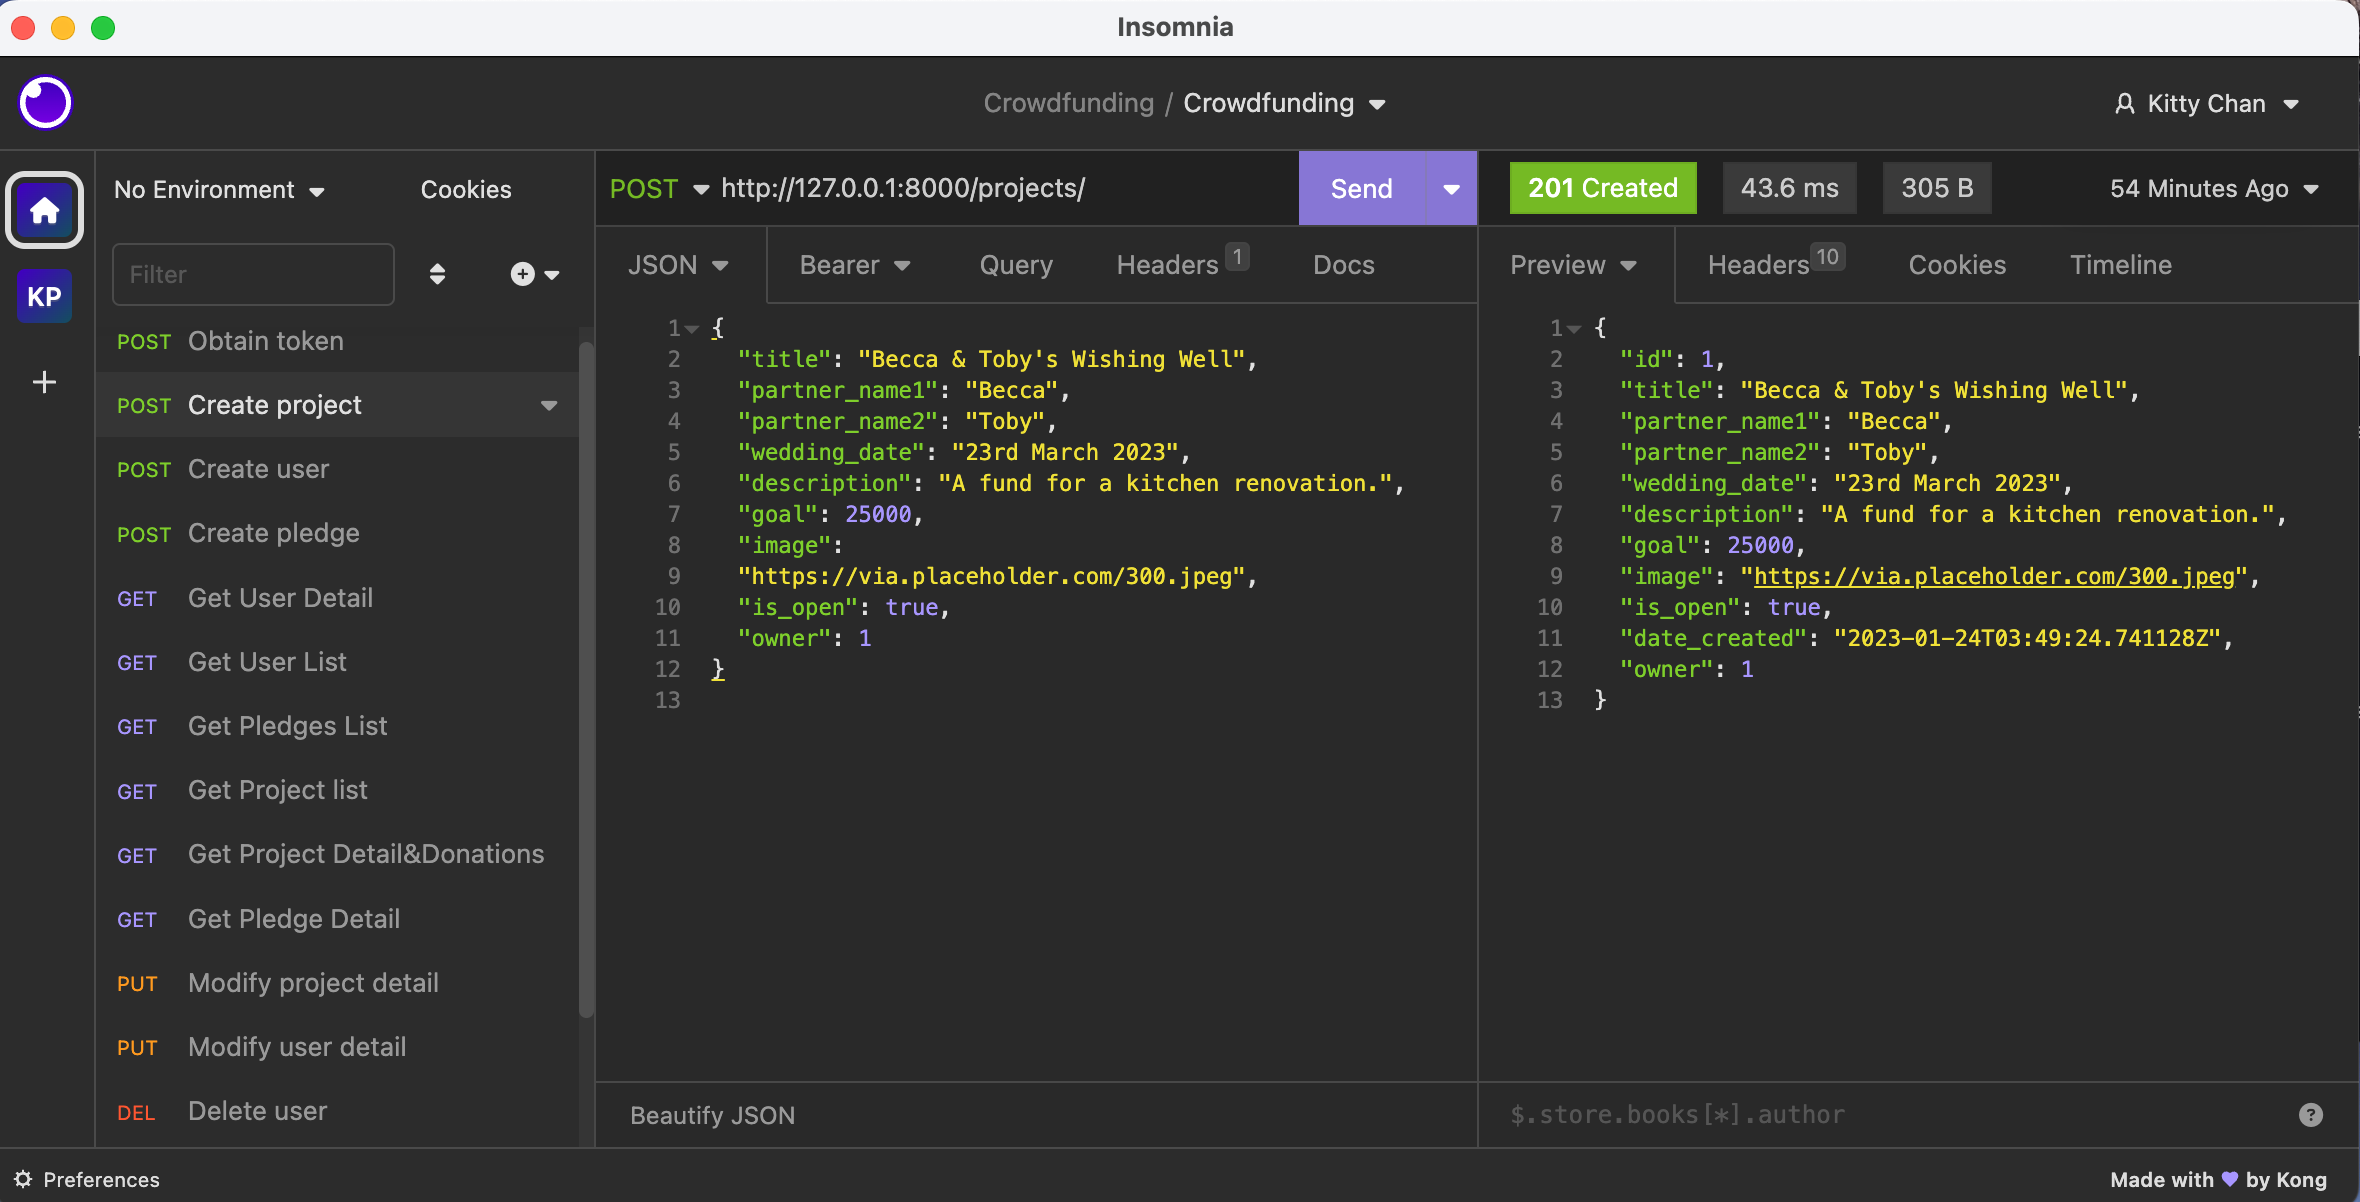 Insomnia
Crowdfunding / Crowdfunding
Kitty Chan
No Environment
Cookies
Filter
KP
POST Obtain token
POST Create project
POST Create user
POST Create pledge
GET Get User Detail
GET Get User List
GET Get Pledges List
GET Get Project list
GET Get Project Detail&Donations
GET Get Pledge Detail
PUT Modify project detail
PUT Modify user detail
DEL Delete user
POST http://127.0.0.1:8000/projects/
Send
JSON Bearer Query Headers 1 Docs
1 {
2 "title": "Becca & Toby's Wishing Well",
3 "partner_name1": "Becca",
4 "partner_name2": "Toby",
5 "wedding_date": "23rd March 2023",
6 "description": "A fund for a kitchen renovation.",
7 "goal": 25000,
8 "image":
9 "https://via.placeholder.com/300.jpeg",
10 "is_open": true,
11 "owner": 1
12 }
13
Beautify JSON
201 Created 43.6 ms 305 B 54 Minutes Ago
Preview Headers 10 Cookies Timeline
1 {
2 "id": 1,
3 "title": "Becca & Toby's Wishing Well",
4 "partner_name1": "Becca",
5 "partner_name2": "Toby",
6 "wedding_date": "23rd March 2023",
7 "description": "A fund for a kitchen renovation.",
8 "goal": 25000,
9 "image": "https://via.placeholder.com/300.jpeg",
10 "is_open": true,
11 "date_created": "2023-01-24T03:49:24.741128Z",
12 "owner": 1
13 }
$.store.books[*].author
?
Preferences
Made with 💜 by Kong